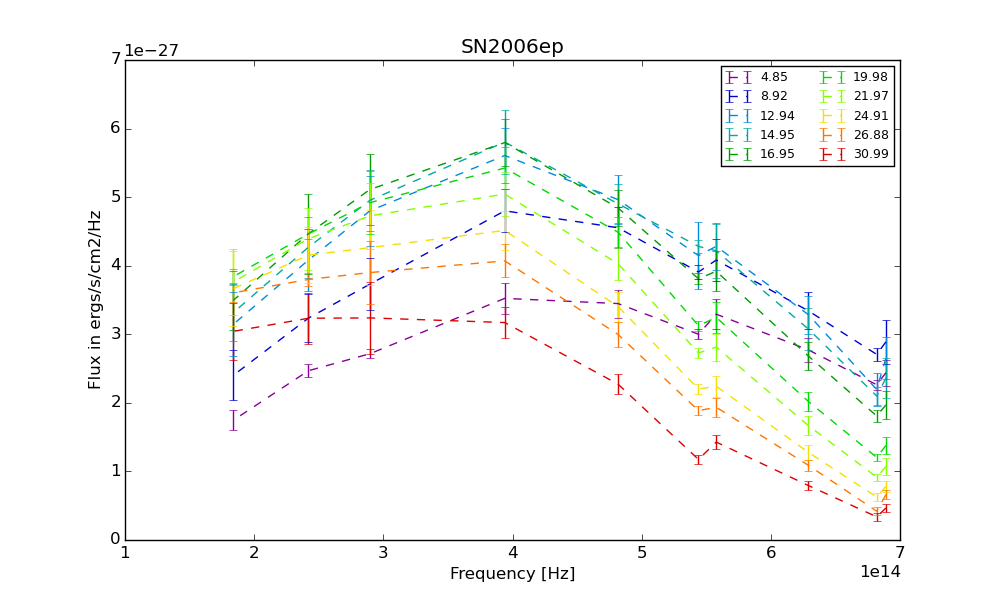 SN2006ep
1e−27
7
6
5
4
3
2
1
0
Flux in ergs/s/cm2/Hz
4.85 19.98
8.92 21.97
12.94 24.91
14.95 26.88
16.95 30.99
1 2 3 4 5 6 7
1e14
Frequency [Hz]